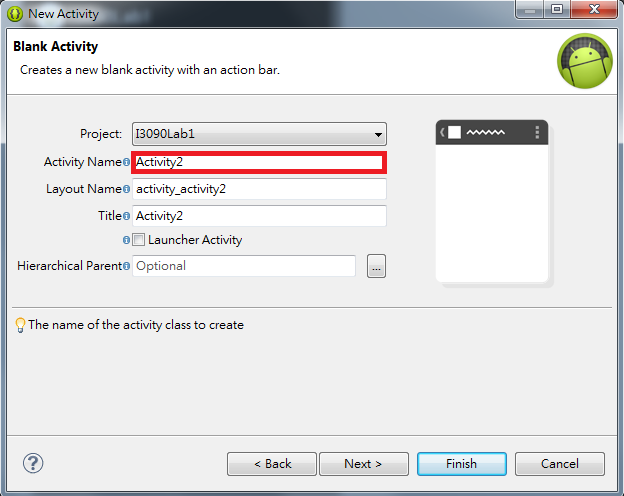 New Activity
Blank Activity
Creates a new blank activity with an action bar.
Project: I3090Lab1
Activity Name Activity2
Layout Name activity_activity2
Title Activity2
Launcher Activity
Hierarchical Parent Optional ...
The name of the activity class to create
? < Back Next > Finish Cancel